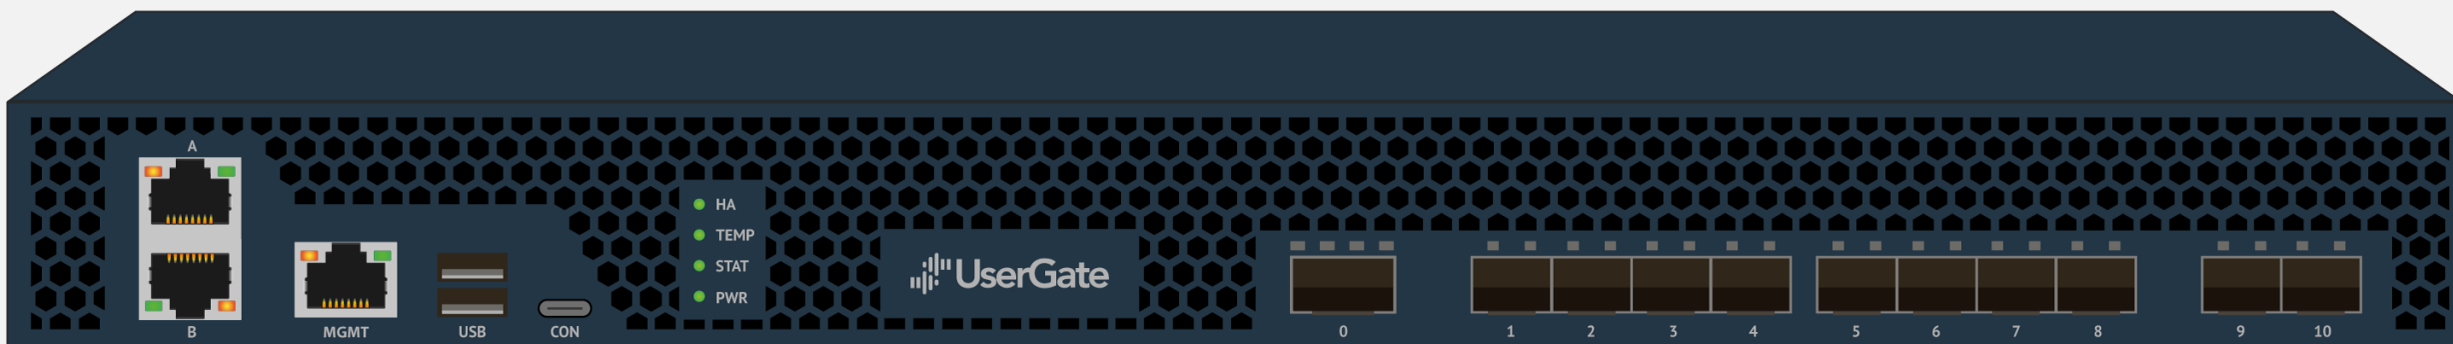 A
B
MGMT
USB
CON
HA
TEMP
STAT
PWR
UserGate
0
1 2 3 4
5 6 7 8
9 10